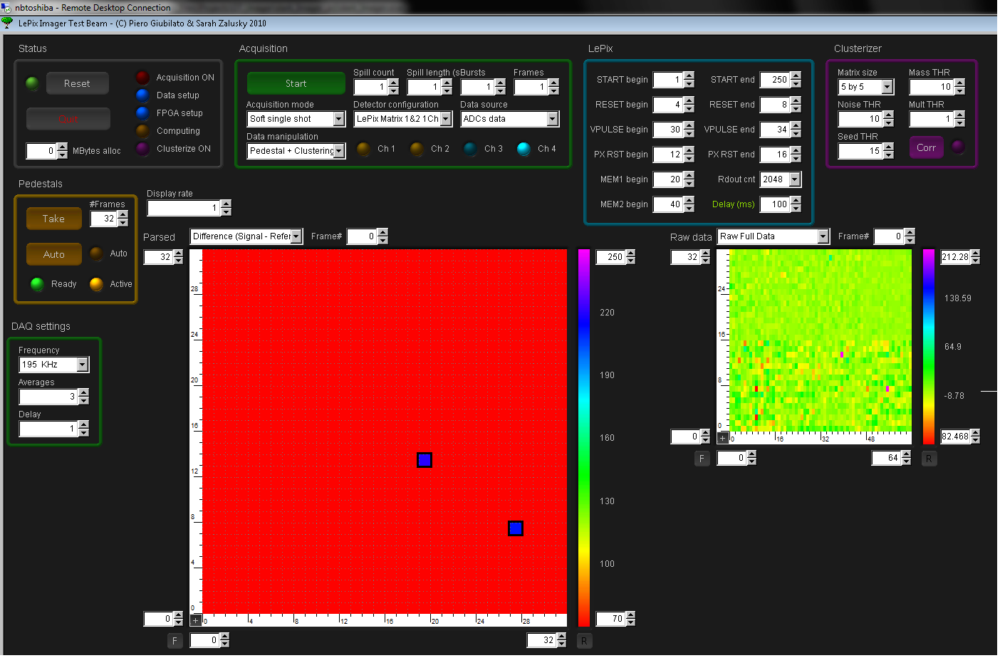 nbtoshiba - Remote Desktop Connection
LePix Imager Test Beam - (C) Piero Giubilato & Sarah Zalusky 2010
Status
Reset
Acquisition ON
Data setup
FPGA setup
Computing
Clusterize ON
0 MBytes alloc
Acquisition
Start
Spill count
1
Spill length (s
1
Bursts
1
Frames
1
Acquisition mode
Soft single shot
Detector configuration
LePix Matrix 1&2 1Ch
Data source
ADCs data
Data manipulation
Pedestal + Clustering
Ch 1
Ch 2
Ch 3
Ch 4
LePix
START begin 1 START end 250
RESET begin 4 RESET end 8
VPULSE begin 30 VPULSE end 34
PX RST begin 12 PX RST end 16
MEM1 begin 20 Rdout cnt 2048
MEM2 begin 40 Delay (ms) 100
Clusterizer
Matrix size
5 by 5
Mass THR
10
Noise THR
10
Mult THR
1
Seed THR
15
Corr
Pedestals
Take
#Frames
32
Auto
Auto
Ready
Active
Display rate
1
DAQ settings
Frequency
195 KHz
Averages
3
Delay
1
Parsed
Difference (Signal - Refer
Frame# 0
32
28
24
20
16
12
8
4
0
0
+
0 4 8 12 16 20 24 28
F
0
32
R
250
220
190
160
130
100
70
Raw data
Raw Full Data
Frame# 0
32
24
16
8
0
0
+
0 16 32 48
F
0
64
R
212.28
138.59
64.9
-8.78
82.468